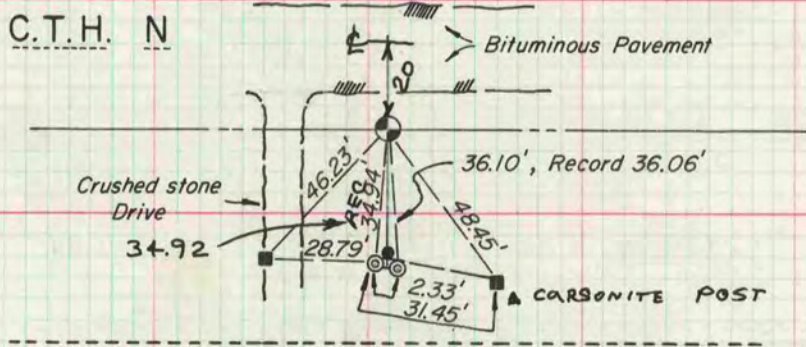 C.T.H. N
℄
Bituminous Pavement
20
46.23'
REC 34.94'
36.10', Record 36.06'
48.45'
Crushed stone
Drive
34.92
28.79'
2.33'
31.45'
CARSONITE POST